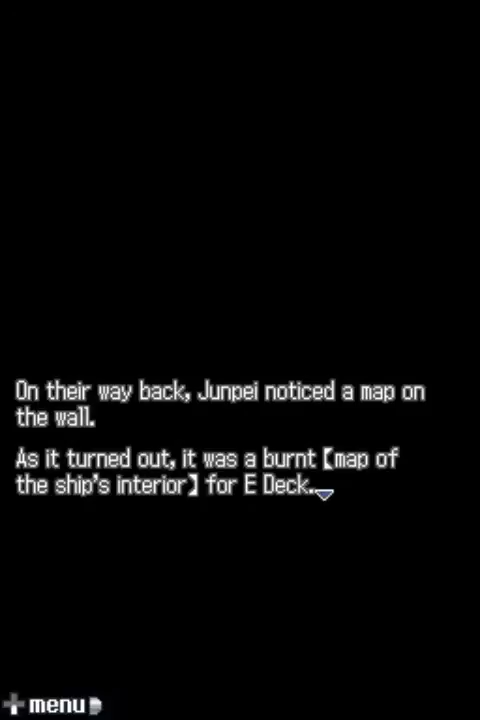 On their way back, Junpei noticed a map on
the wall.
As it turned out, it was a burnt【map of
the ship's interior】for E Deck.
menu